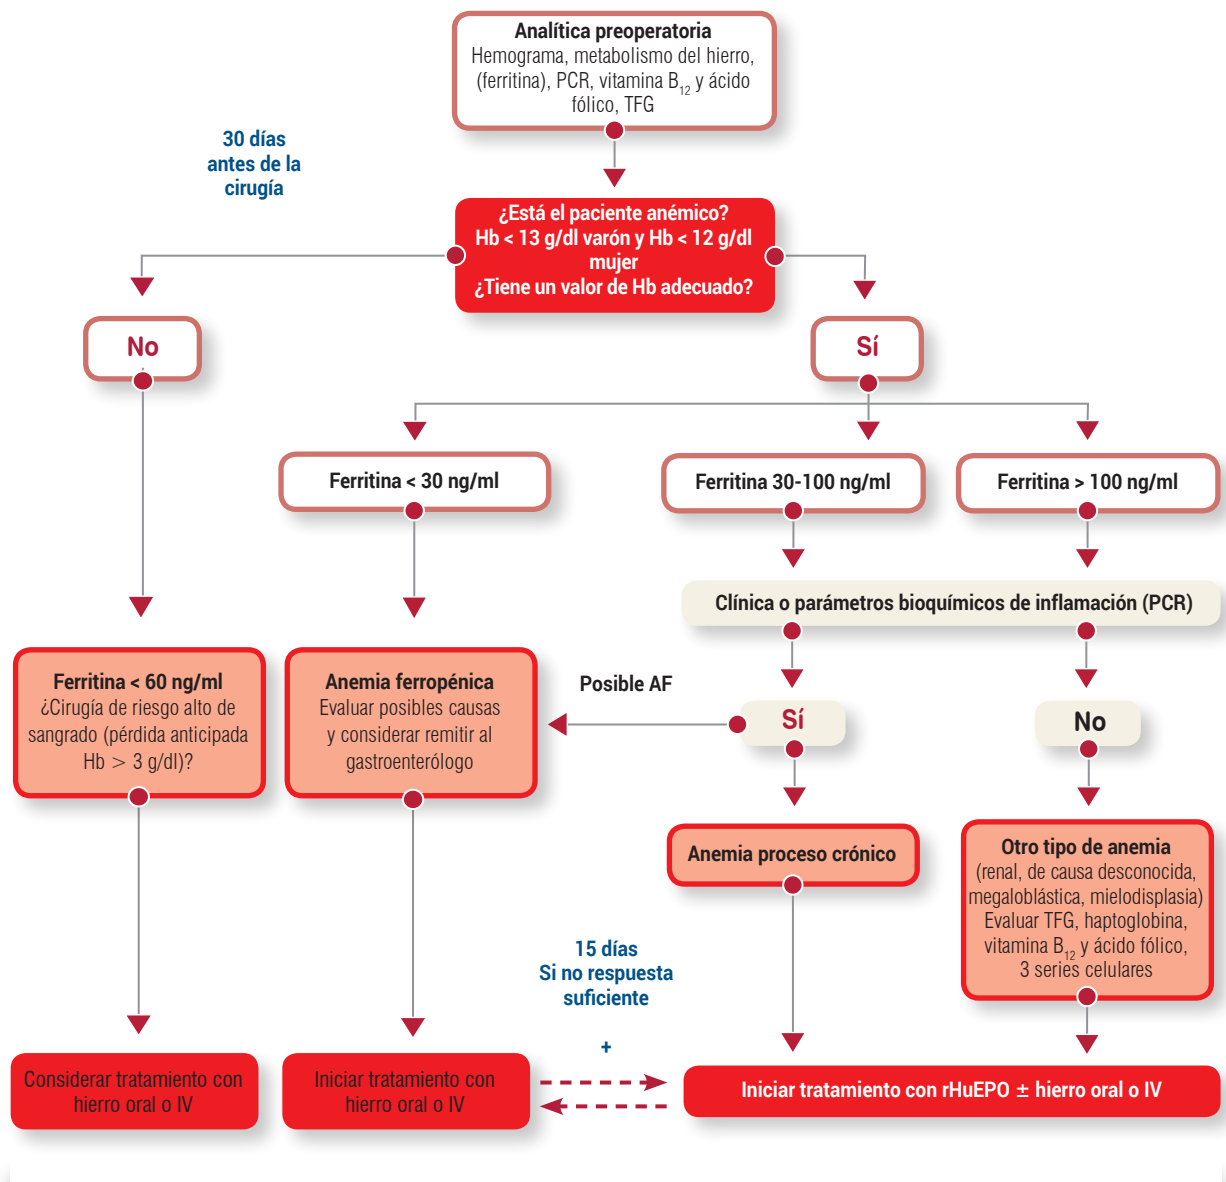 Analítica preoperatoria
Hemograma, metabolismo del hierro,
(ferritina), PCR, vitamina B12 y ácido
fólico, TFG
30 días
antes de la
cirugía
¿Está el paciente anémico?
Hb < 13 g/dl varón y Hb < 12 g/dl
mujer
¿Tiene un valor de Hb adecuado?
No
Sí
Ferritina < 30 ng/ml
Ferritina 30-100 ng/ml
Ferritina > 100 ng/ml
Clínica o parámetros bioquímicos de inflamación (PCR)
Ferritina < 60 ng/ml
¿Cirugía de riesgo alto de
sangrado (pérdida anticipada
Hb > 3 g/dl)?
Anemia ferropénica
Evaluar posibles causas
y considerar remitir al
gastroenterólogo
Posible AF
Sí
No
Anemia proceso crónico
Otro tipo de anemia
(renal, de causa desconocida,
megaloblástica, mielodisplasia)
Evaluar TFG, haptoglobina,
vitamina B12 y ácido fólico,
3 series celulares
15 días
Si no respuesta
suficiente
+
Considerar tratamiento con
hierro oral o IV
Iniciar tratamiento con
hierro oral o IV
Iniciar tratamiento con rHuEPO ± hierro oral o IV